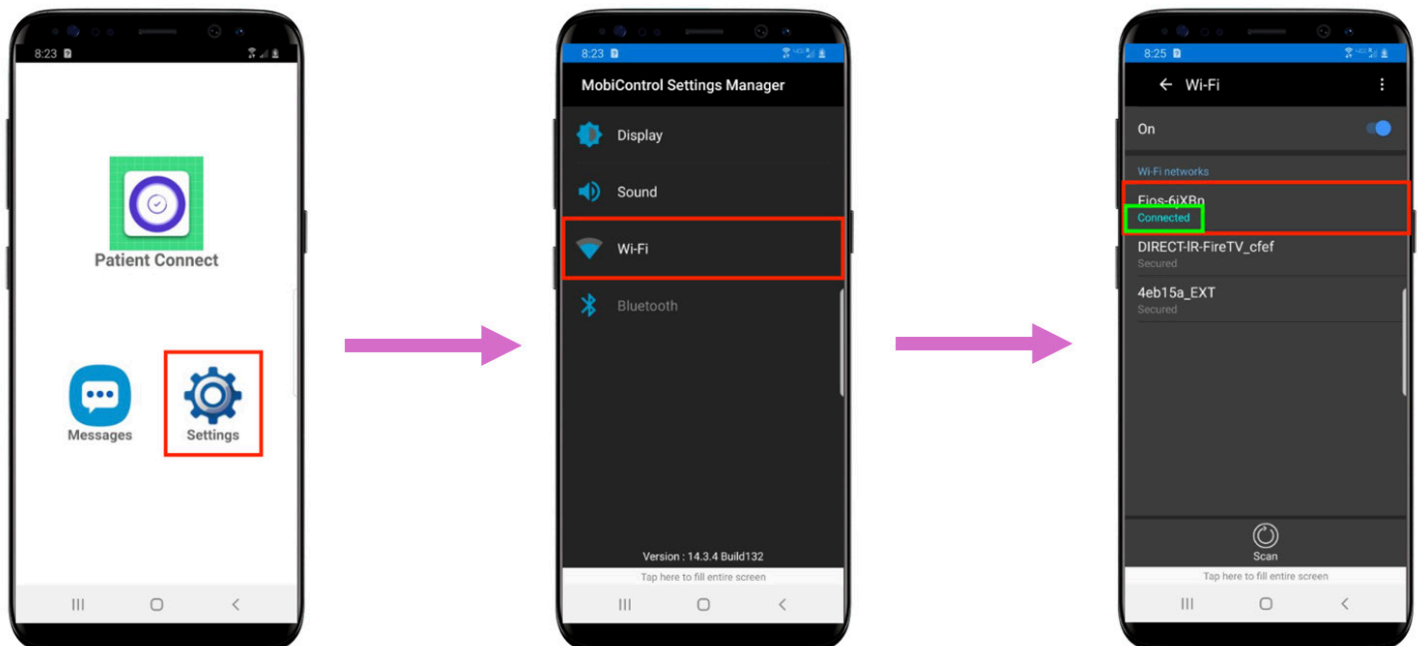 8:23
Patient Connect
Messages
Settings
8:23
MobiControl Settings Manager
Display
Sound
Wi-Fi
Bluetooth
Version : 14.3.4 Build132
Tap here to fill entire screen
8:25
Wi-Fi
On
Wi-Fi networks
Fios-6jXBn
Connected
DIRECT-lR-FireTV_cfef
Secured
4eb15a_EXT
Secured
Scan
Tap here to fill entire screen